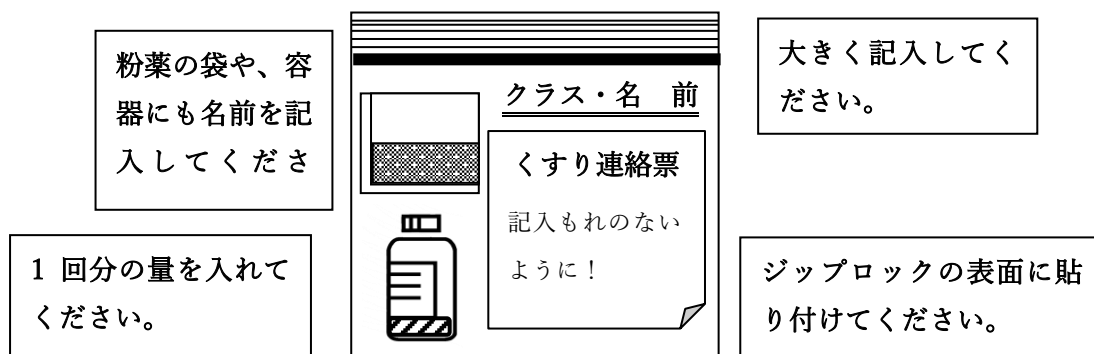 粉薬の袋や、容
器にも名前を記
入してくださ
1 回分の量を入れて
ください。
クラス・名　前
くすり連絡票
記入もれのない
ように！
大きく記入してく
ださい。
ジップロックの表面に貼
り付けてください。